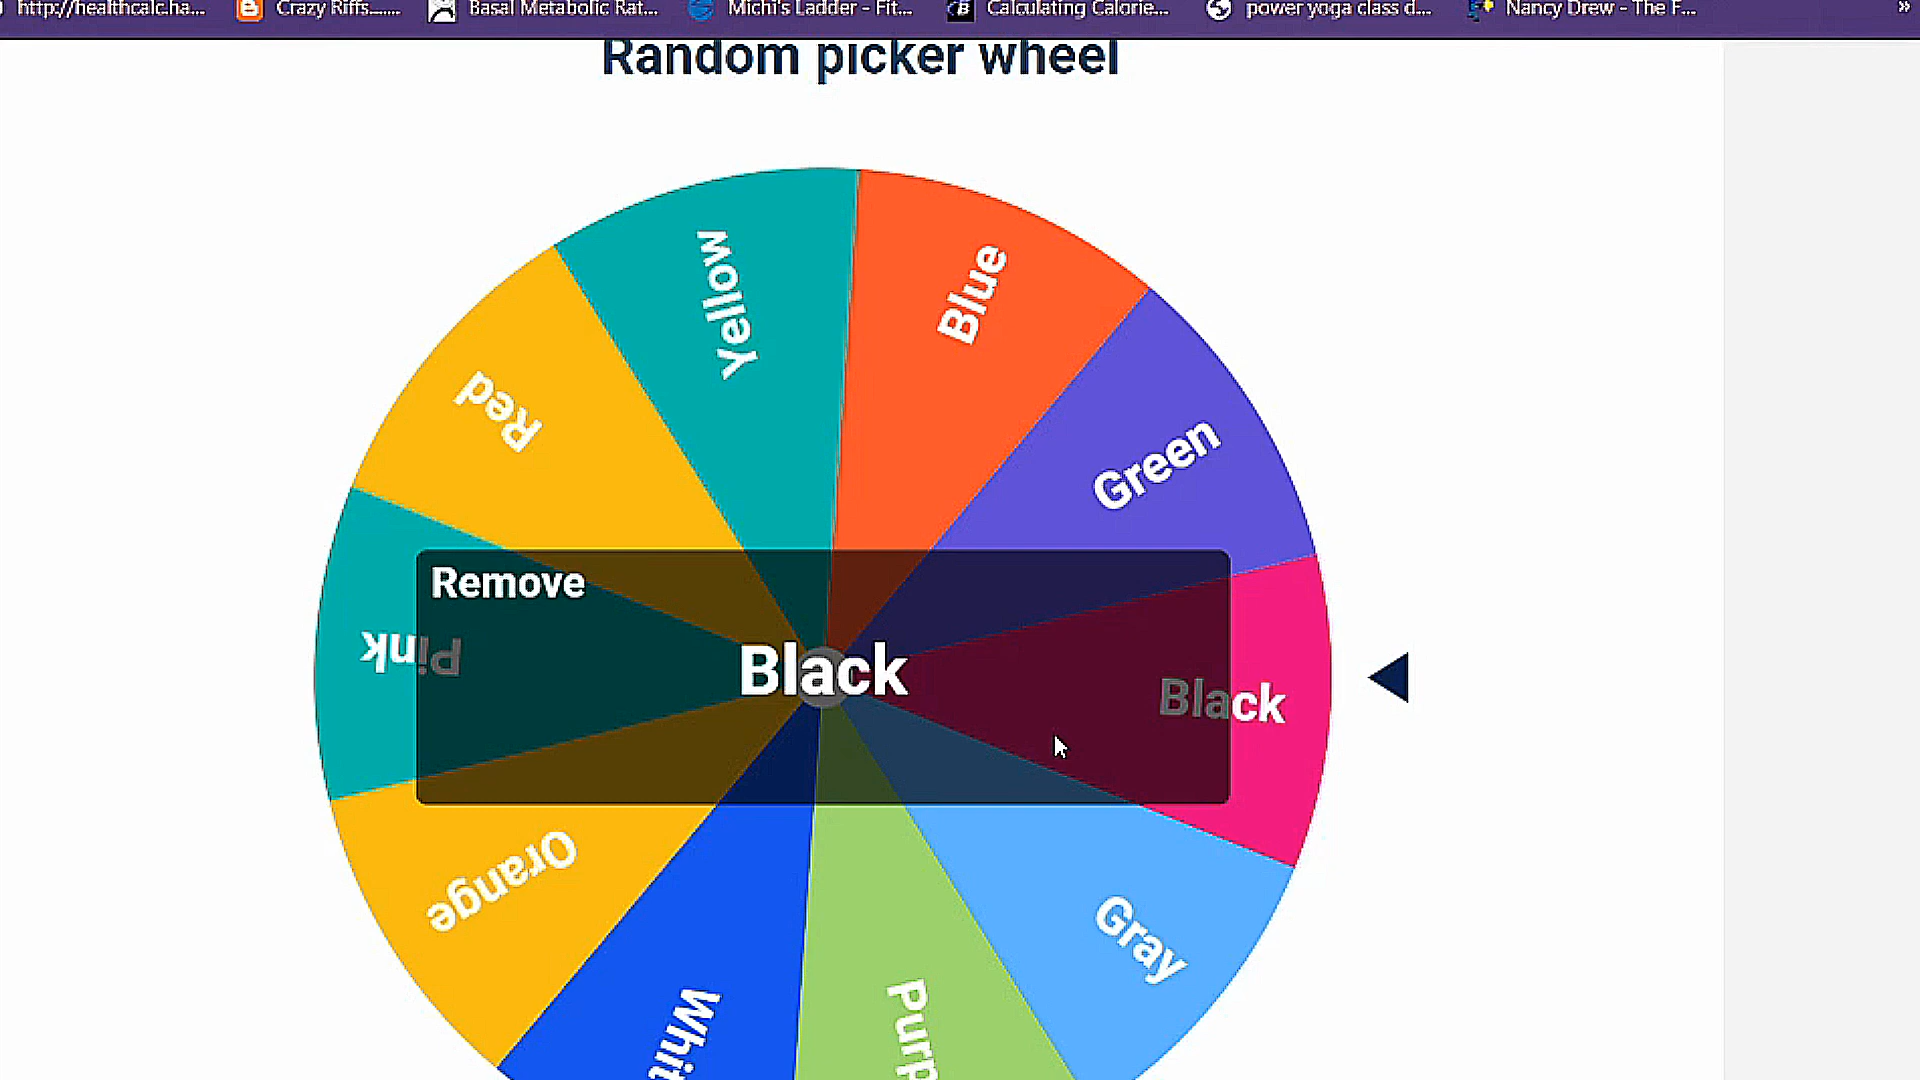 http://healthcalc.ha...
Crazy Riffs......
Basal Metabolic Rat...
Michi's Ladder - Fit...
Calculating Calorie...
power yoga class d...
Nancy Drew - The F...
»
Random picker wheel
Yellow
Blue
Red
Green
Remove
Pink
Black
Black
Orange
Gray
Whit
Purp